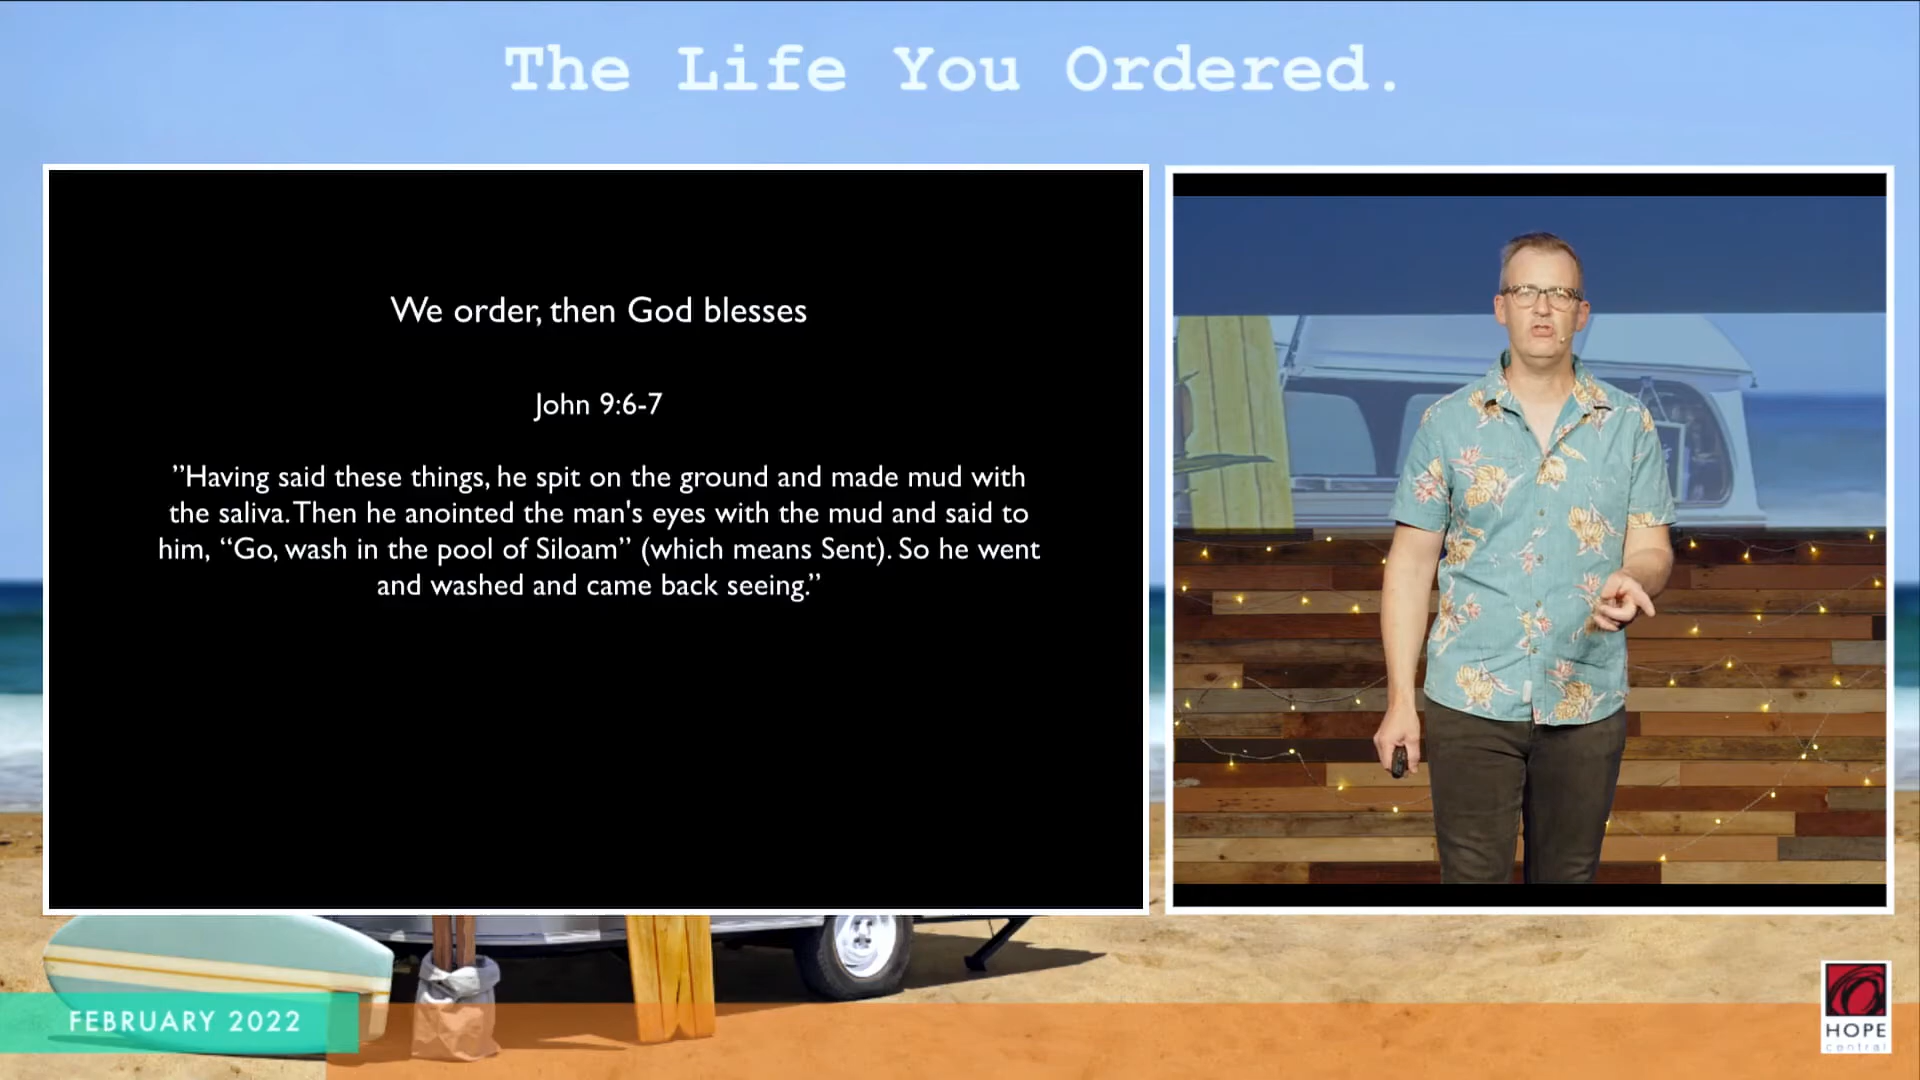 The Life You Ordered.
We order, then God blesses
John 9:6-7
”Having said these things, he spit on the ground and made mud with
the saliva. Then he anointed the man's eyes with the mud and said to
him, “Go, wash in the pool of Siloam” (which means Sent). So he went
and washed and came back seeing.”
FEBRUARY 2022
HOPE
central